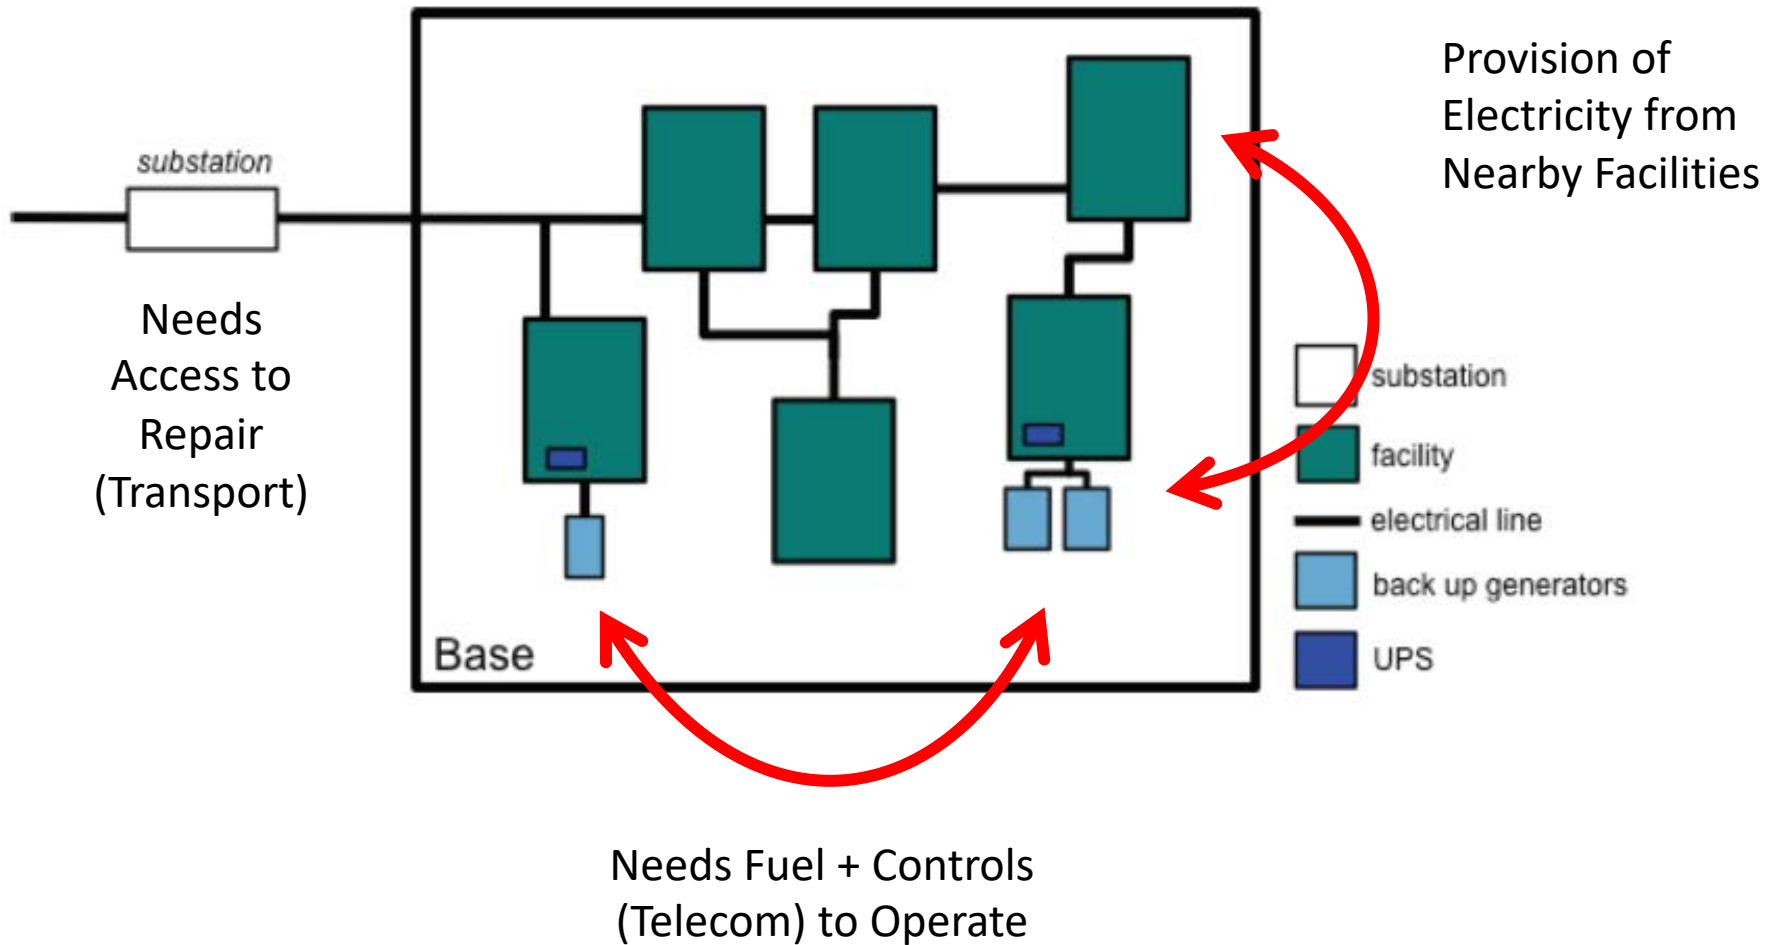 substation
Needs
Access to
Repair
(Transport)
Base
Provision of
Electricity from
Nearby Facilities
substation
facility
electrical line
back up generators
UPS
Needs Fuel + Controls
(Telecom) to Operate